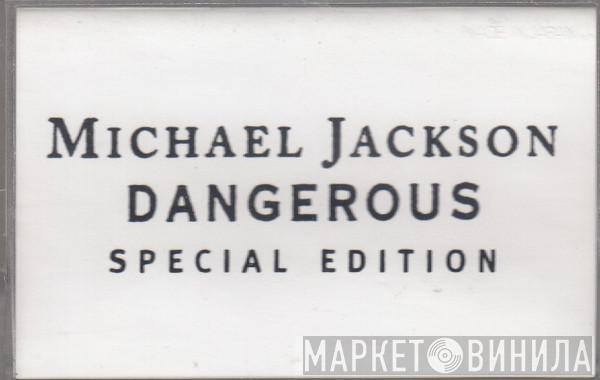 MICHAEL JACKSON
DANGEROUS
SPECIAL EDITION
МАРКЕТ ВИНИЛА